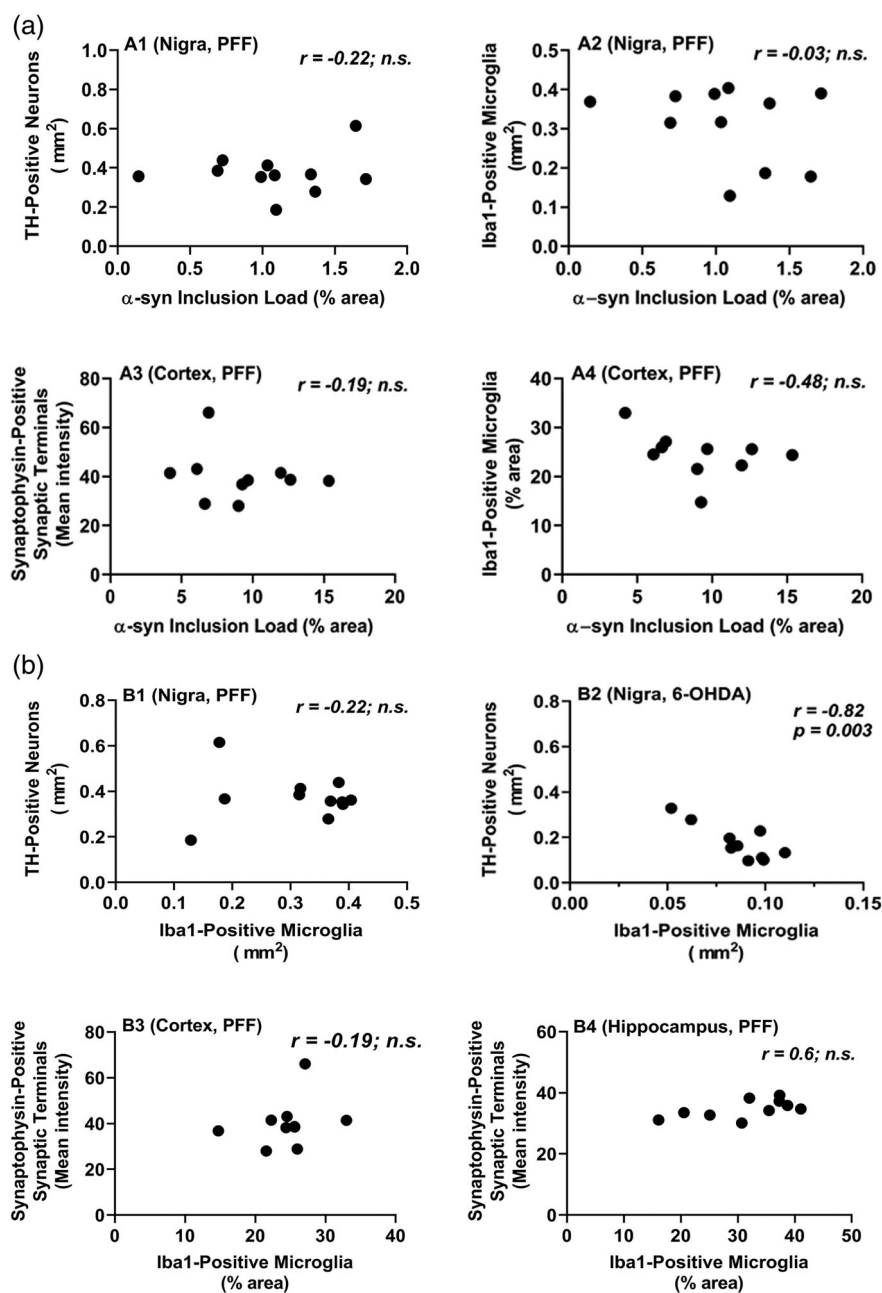 (a)
A1 (Nigra, PFF)
r = -0.22; n.s.
TH-Positive Neurons
( mm2)
1.0
0.8
0.6
0.4
0.2
0.0
0.0 0.5 1.0 1.5 2.0
α-syn Inclusion Load (% area)
A2 (Nigra, PFF)
r = -0.03; n.s.
Iba1-Positive Microglia
(mm2)
0.5
0.4
0.3
0.2
0.1
0.0
0.0 0.5 1.0 1.5 2.0
α–syn Inclusion Load (% area)
A3 (Cortex, PFF)
r = -0.19; n.s.
Synaptophysin-Positive
Synaptic Terminals
(Mean intensity)
80
60
40
20
0
0 5 10 15 20
α-syn Inclusion Load (% area)
A4 (Cortex, PFF)
r = -0.48; n.s.
Iba1-Positive Microglia
(% area)
40
30
20
10
0
0 5 10 15 20
α–syn Inclusion Load (% area)
(b)
B1 (Nigra, PFF)
r = -0.22; n.s.
TH-Positive Neurons
( mm2)
0.8
0.6
0.4
0.2
0.0
0.0 0.1 0.2 0.3 0.4 0.5
Iba1-Positive Microglia
( mm2)
B2 (Nigra, 6-OHDA)
r = -0.82
p = 0.003
TH-Positive Neurons
( mm2)
0.8
0.6
0.4
0.2
0.0
0.00 0.05 0.10 0.15
Iba1-Positive Microglia
( mm2)
B3 (Cortex, PFF)
r = -0.19; n.s.
Synaptophysin-Positive
Synaptic Terminals
(Mean intensity)
80
60
40
20
0
0 10 20 30 40
Iba1-Positive Microglia
(% area)
B4 (Hippocampus, PFF)
r = 0.6; n.s.
Synaptophysin-Positive
Synaptic Terminals
(Mean intensity)
60
40
20
0
0 10 20 30 40 50
Iba1-Positive Microglia
(% area)